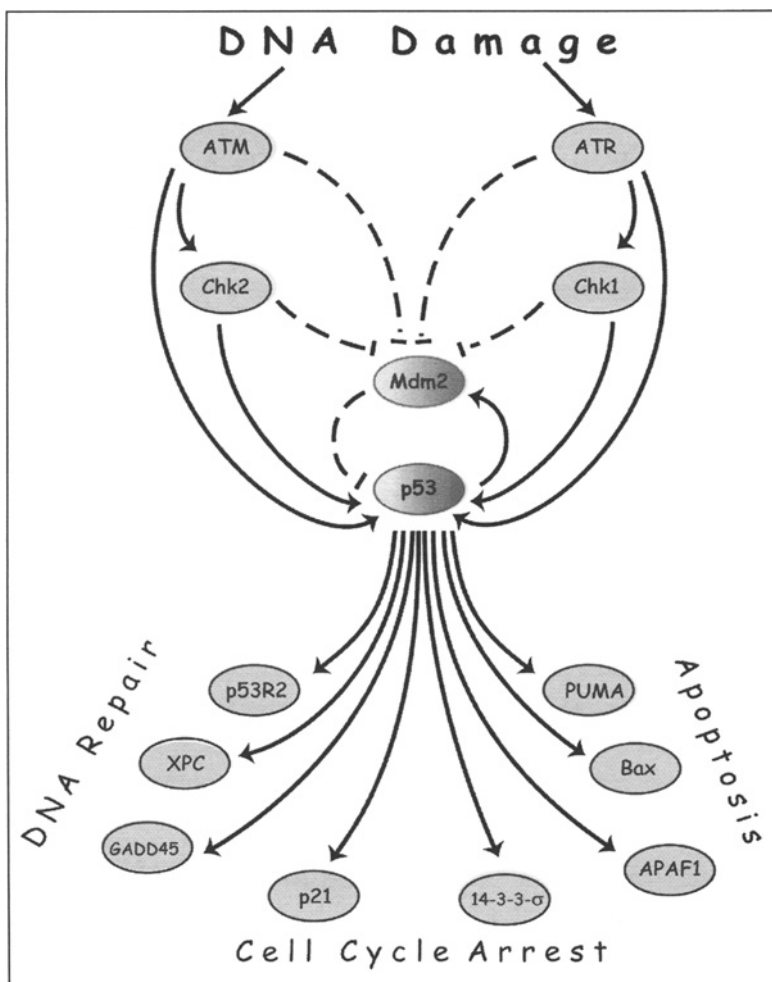 DNA Damage
ATM
ATR
Chk2
Chk1
Mdm2
p53
p53R2
PUMA
XPC
Bax
GADD45
APAF1
p21
14-3-3-σ
DNA Repair
Cell Cycle Arrest
Apoptosis